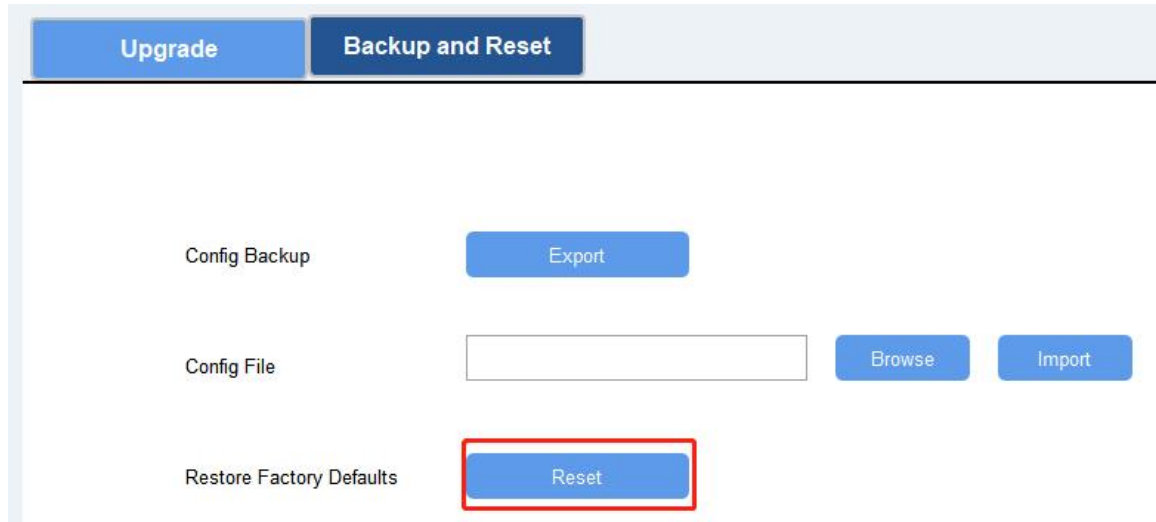 Upgrade Backup and Reset
Config Backup Export
Config File Browse Import
Restore Factory Defaults Reset